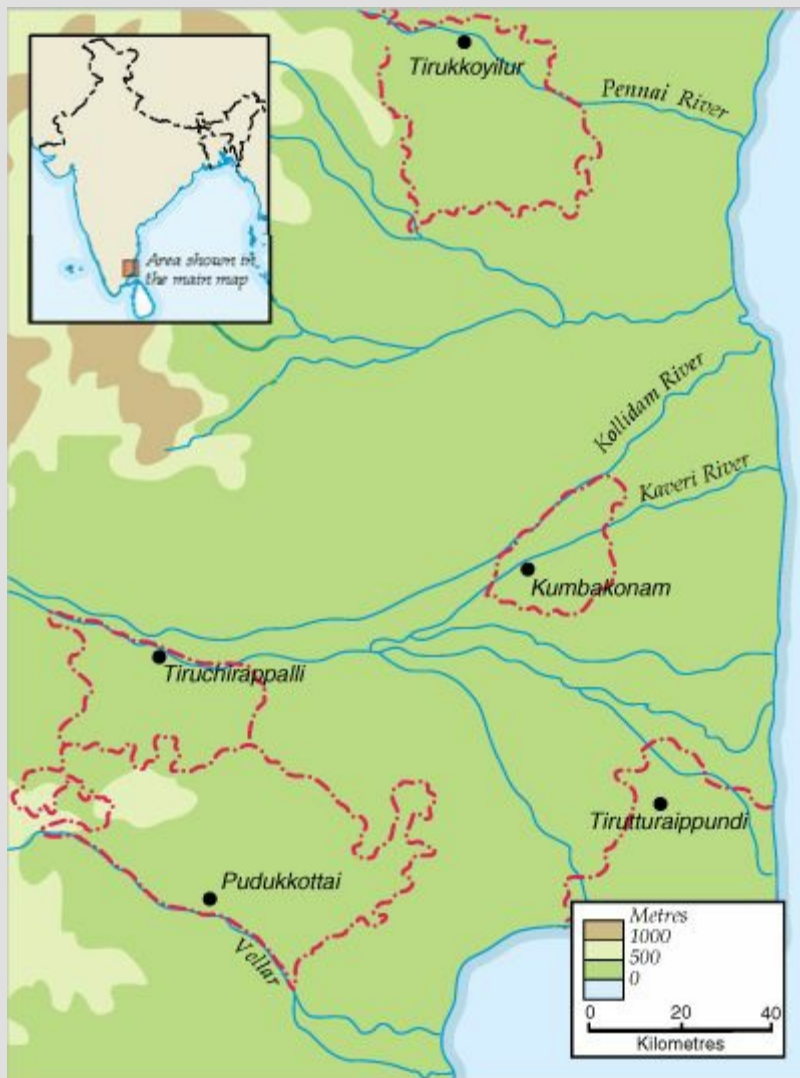 Tirukkoyilur
Pennai River
Area shown in
the main map
Kollidam River
Kaveri River
Kumbakonam
Tiruchirappalli
Tirutturaippundi
Pudukkottai
Vellar
Metres
1000
500
0
0 20 40
Kilometres